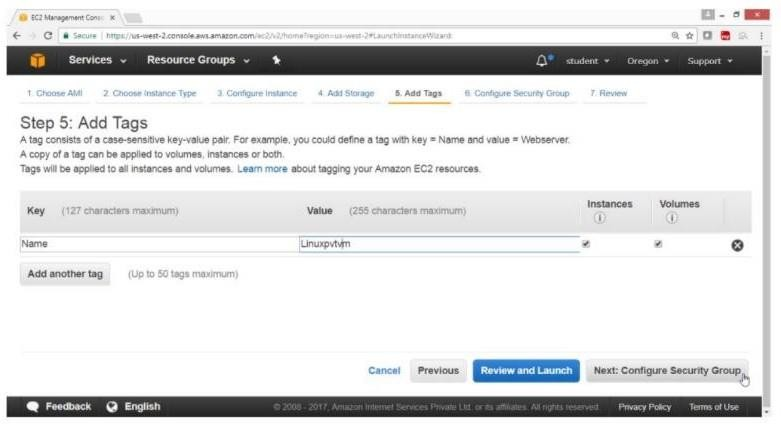 EC2 Management Conso
Secure https://us-west-2.console.aws.amazon.com/ec2/v2/home?region=us-west-2#LaunchInstanceWizard:
Services Resource Groups student Oregon Support
1. Choose AMI 2. Choose Instance Type 3. Configure Instance 4. Add Storage 5. Add Tags 6. Configure Security Group 7. Review
Step 5: Add Tags
A tag consists of a case-sensitive key-value pair. For example, you could define a tag with key = Name and value = Webserver.
A copy of a tag can be applied to volumes, instances or both.
Tags will be applied to all instances and volumes. Learn more about tagging your Amazon EC2 resources.
Key (127 characters maximum) Value (255 characters maximum) Instances Volumes
Name Linuxpvtvm
Add another tag (Up to 50 tags maximum)
Cancel Previous Review and Launch Next: Configure Security Group
Feedback English © 2008 - 2017, Amazon Internet Services Private Ltd. or its affiliates. All rights reserved. Privacy Policy Terms of Use